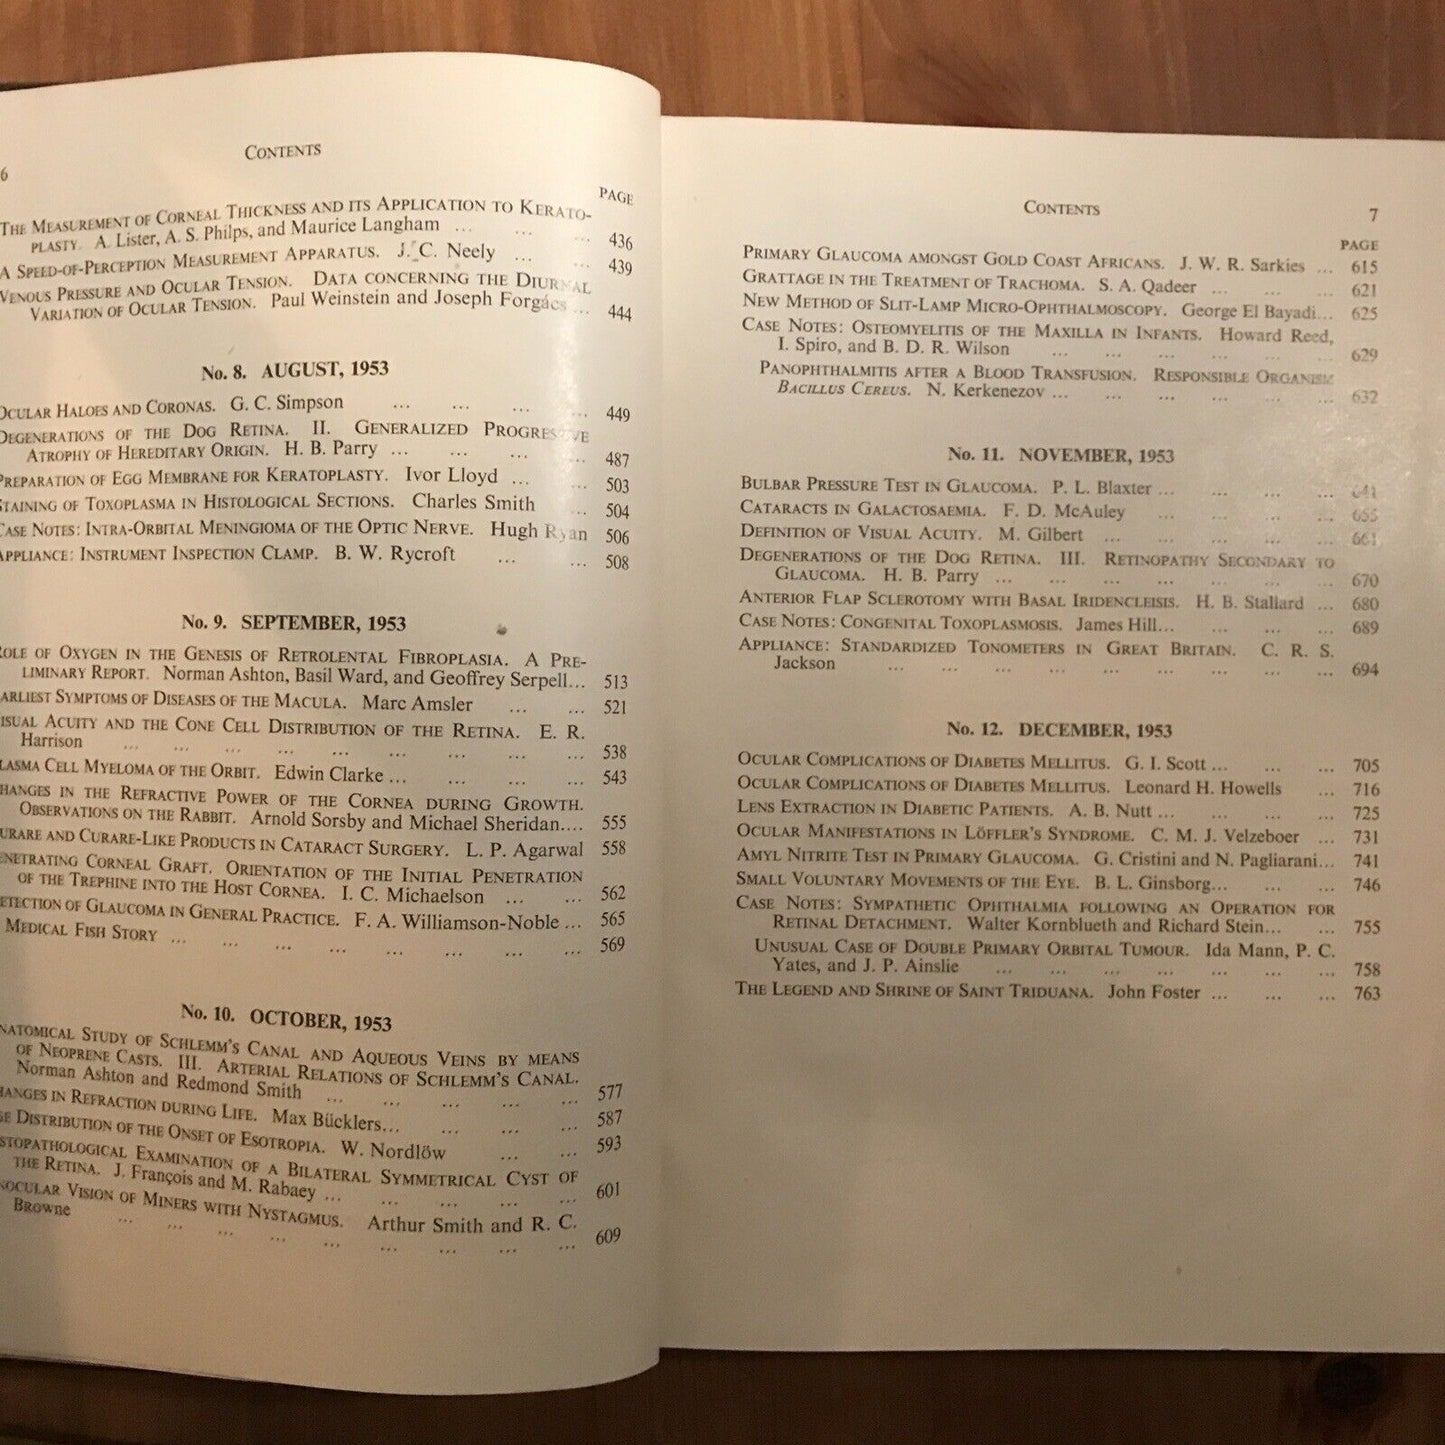 6
CONTENTS
PAGE
THE MEASUREMENT OF CORNEAL THICKNESS AND ITS APPLICATION TO KERATO-
PLASTY. A. Lister, A. S. Philps, and Maurice Langham ... ... ... 436
A SPEED-OF-PERCEPTION MEASUREMENT APPARATUS. J. C. Neely ... ... 439
VENOUS PRESSURE AND OCULAR TENSION. DATA CONCERNING THE DIURNAL
VARIATION OF OCULAR TENSION. Paul Weinstein and Joseph Forgács ... 444
No. 8. AUGUST, 1953
OCULAR HALOES AND CORONAS. G. C. Simpson ... ... ... ... 449
DEGENERATIONS OF THE DOG RETINA. II. GENERALIZED PROGRESSIVE
ATROPHY OF HEREDITARY ORIGIN. H. B. Parry ... ... ... ... 487
PREPARATION OF EGG MEMBRANE FOR KERATOPLASTY. Ivor Lloyd ... ... 503
STAINING OF TOXOPLASMA IN HISTOLOGICAL SECTIONS. Charles Smith ... 504
CASE NOTES: INTRA-ORBITAL MENINGIOMA OF THE OPTIC NERVE. Hugh Ryan 506
APPLIANCE: INSTRUMENT INSPECTION CLAMP. B. W. Rycroft ... ... 508
No. 9. SEPTEMBER, 1953
ROLE OF OXYGEN IN THE GENESIS OF RETROLENTAL FIBROPLASIA. A PRE-
LIMINARY REPORT. Norman Ashton, Basil Ward, and Geoffrey Serpell... 513
ARLIEST SYMPTOMS OF DISEASES OF THE MACULA. Marc Amsler ... ... 521
ISUAL ACUITY AND THE CONE CELL DISTRIBUTION OF THE RETINA. E. R.
Harrison ... ... ... ... ... ... ... ... ... 538
LASMA CELL MYELOMA OF THE ORBIT. Edwin Clarke ... ... ... ... 543
HANGES IN THE REFRACTIVE POWER OF THE CORNEA DURING GROWTH.
OBSERVATIONS ON THE RABBIT. Arnold Sorsby and Michael Sheridan.... 555
URARE AND CURARE-LIKE PRODUCTS IN CATARACT SURGERY. L. P. Agarwal 558
ENETRATING CORNEAL GRAFT. ORIENTATION OF THE INITIAL PENETRATION
OF THE TREPHINE INTO THE HOST CORNEA. I. C. Michaelson ... ... 562
ETECTION OF GLAUCOMA IN GENERAL PRACTICE. F. A. Williamson-Noble ... 565
MEDICAL FISH STORY ... ... ... ... ... ... ... ... 569
No. 10. OCTOBER, 1953
NATOMICAL STUDY OF SCHLEMM'S CANAL AND AQUEOUS VEINS BY MEANS
OF NEOPRENE CASTS. III. ARTERIAL RELATIONS OF SCHLEMM'S CANAL.
Norman Ashton and Redmond Smith ... ... ... ... ... 577
HANGES IN REFRACTION DURING LIFE. Max Bücklers... ... ... ... 587
GE DISTRIBUTION OF THE ONSET OF ESOTROPIA. W. Nordlöw ... ... 593
STOPATHOLOGICAL EXAMINATION OF A BILATERAL SYMMETRICAL CYST OF
THE RETINA. J. François and M. Rabaey ... ... ... ... ... 601
NOCULAR VISION OF MINERS WITH NYSTAGMUS. Arthur Smith and R. C.
Browne ... ... ... ... ... ... ... ... ... 609
CONTENTS
7
PAGE
PRIMARY GLAUCOMA AMONGST GOLD COAST AFRICANS. J. W. R. Sarkies ... 615
GRATTAGE IN THE TREATMENT OF TRACHOMA. S. A. Qadeer ... ... ... 621
NEW METHOD OF SLIT-LAMP MICRO-OPHTHALMOSCOPY. George El Bayadi... 625
CASE NOTES: OSTEOMYELITIS OF THE MAXILLA IN INFANTS. Howard Reed,
I. Spiro, and B. D. R. Wilson ... ... ... ... ... ... 629
PANOPHTHALMITIS AFTER A BLOOD TRANSFUSION. RESPONSIBLE ORGANISM
BACILLUS CEREUS. N. Kerkenezov ... ... ... ... ... ... 632
No. 11. NOVEMBER, 1953
BULBAR PRESSURE TEST IN GLAUCOMA. P. L. Blaxter ... ... ... ... 641
CATARACTS IN GALACTOSAEMIA. F. D. McAuley ... ... ... ... 655
DEFINITION OF VISUAL ACUITY. M. Gilbert ... ... ... ... ... 661
DEGENERATIONS OF THE DOG RETINA. III. RETINOPATHY SECONDARY TO
GLAUCOMA. H. B. Parry ... ... ... ... ... ... ... 670
ANTERIOR FLAP SCLEROTOMY WITH BASAL IRIDENCLEISIS. H. B. Stallard ... 680
CASE NOTES: CONGENITAL TOXOPLASMOSIS. James Hill... ... ... ... 689
APPLIANCE: STANDARDIZED TONOMETERS IN GREAT BRITAIN. C. R. S.
Jackson ... ... ... ... ... ... ... ... ... 694
No. 12. DECEMBER, 1953
OCULAR COMPLICATIONS OF DIABETES MELLITUS. G. I. Scott ... ... ... 705
OCULAR COMPLICATIONS OF DIABETES MELLITUS. Leonard H. Howells ... 716
LENS EXTRACTION IN DIABETIC PATIENTS. A. B. Nutt ... ... ... ... 725
OCULAR MANIFESTATIONS IN LÖFFLER'S SYNDROME. C. M. J. Velzeboer ... 731
AMYL NITRITE TEST IN PRIMARY GLAUCOMA. G. Cristini and N. Pagliarani... 741
SMALL VOLUNTARY MOVEMENTS OF THE EYE. B. L. Ginsborg... ... ... 746
CASE NOTES: SYMPATHETIC OPHTHALMIA FOLLOWING AN OPERATION FOR
RETINAL DETACHMENT. Walter Kornblueth and Richard Stein... ... 755
UNUSUAL CASE OF DOUBLE PRIMARY ORBITAL TUMOUR. Ida Mann, P. C.
Yates, and J. P. Ainslie ... ... ... ... ... ... ... 758
THE LEGEND AND SHRINE OF SAINT TRIDUANA. John Foster ... ... ... 763